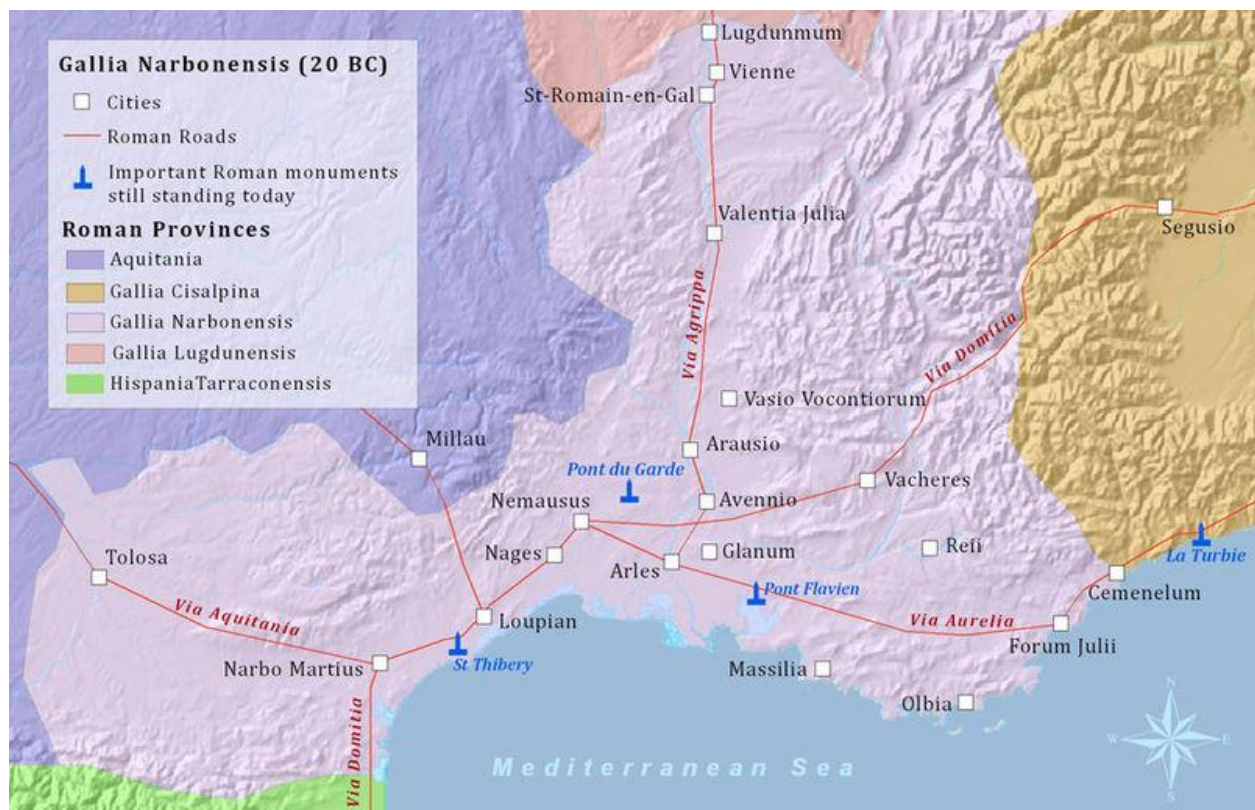 Gallia Narbonensis (20 BC)
Cities
Roman Roads
Important Roman monuments
still standing today
Roman Provinces
Aquitania
Gallia Cisalpina
Gallia Narbonensis
Gallia Lugdunensis
HispaniaTarraconensis
Lugdunmum
Vienne
St-Romain-en-Gal
Valentia Julia
Segusio
Via Agrippa
Via Domitia
Vasio Vocontiorum
Millau
Arausio
Pont du Garde
Vacheres
Nemausus
Avennio
Tolosa
Nages
Arles
Glanum
Reii
La Turbie
Cemenelum
Pont Flavien
Via Aquitania
Loupian
Via Aurelia
Forum Julii
Narbo Martius
St Thibery
Massilia
Olbia
Via Domitia
Mediterranean Sea
N
W
E
S